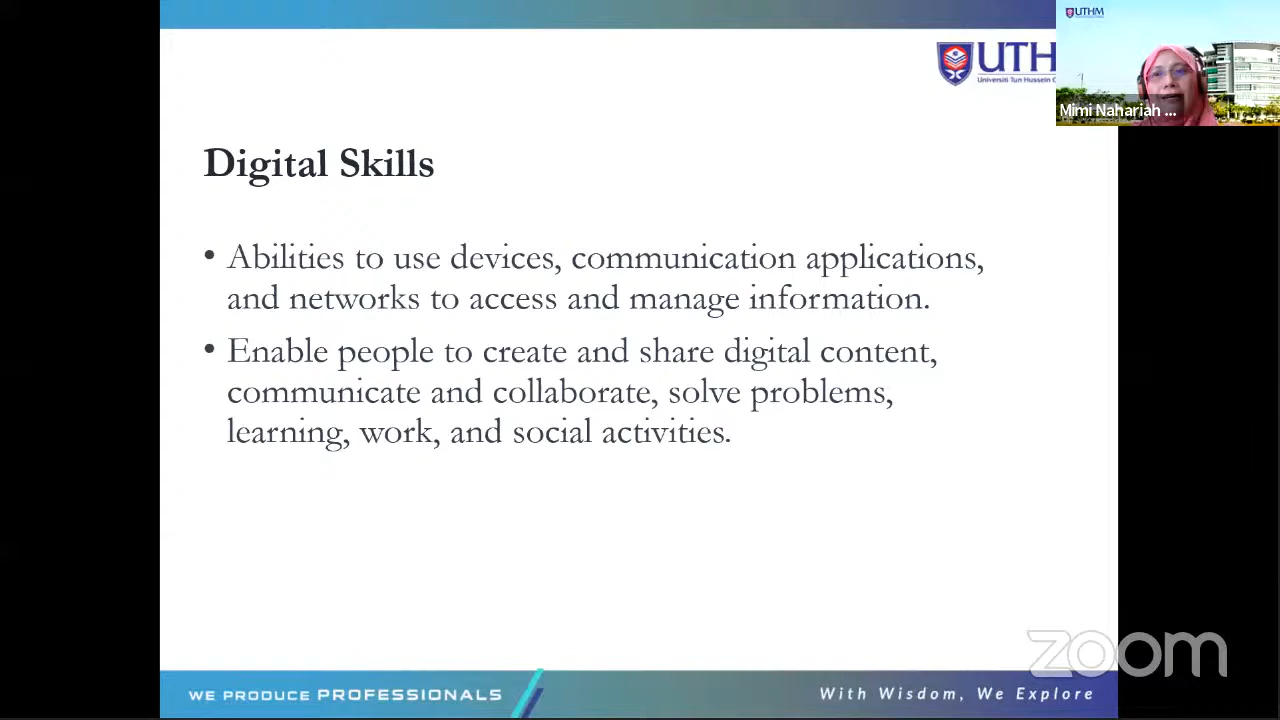 UTHM
UTH
Universiti Tun Hussein
Mimi Nahariah ...
Digital Skills
• Abilities to use devices, communication applications,
and networks to access and manage information.
• Enable people to create and share digital content,
communicate and collaborate, solve problems,
learning, work, and social activities.
zoom
WE PRODUCE PROFESSIONALS
With Wisdom, We Explore